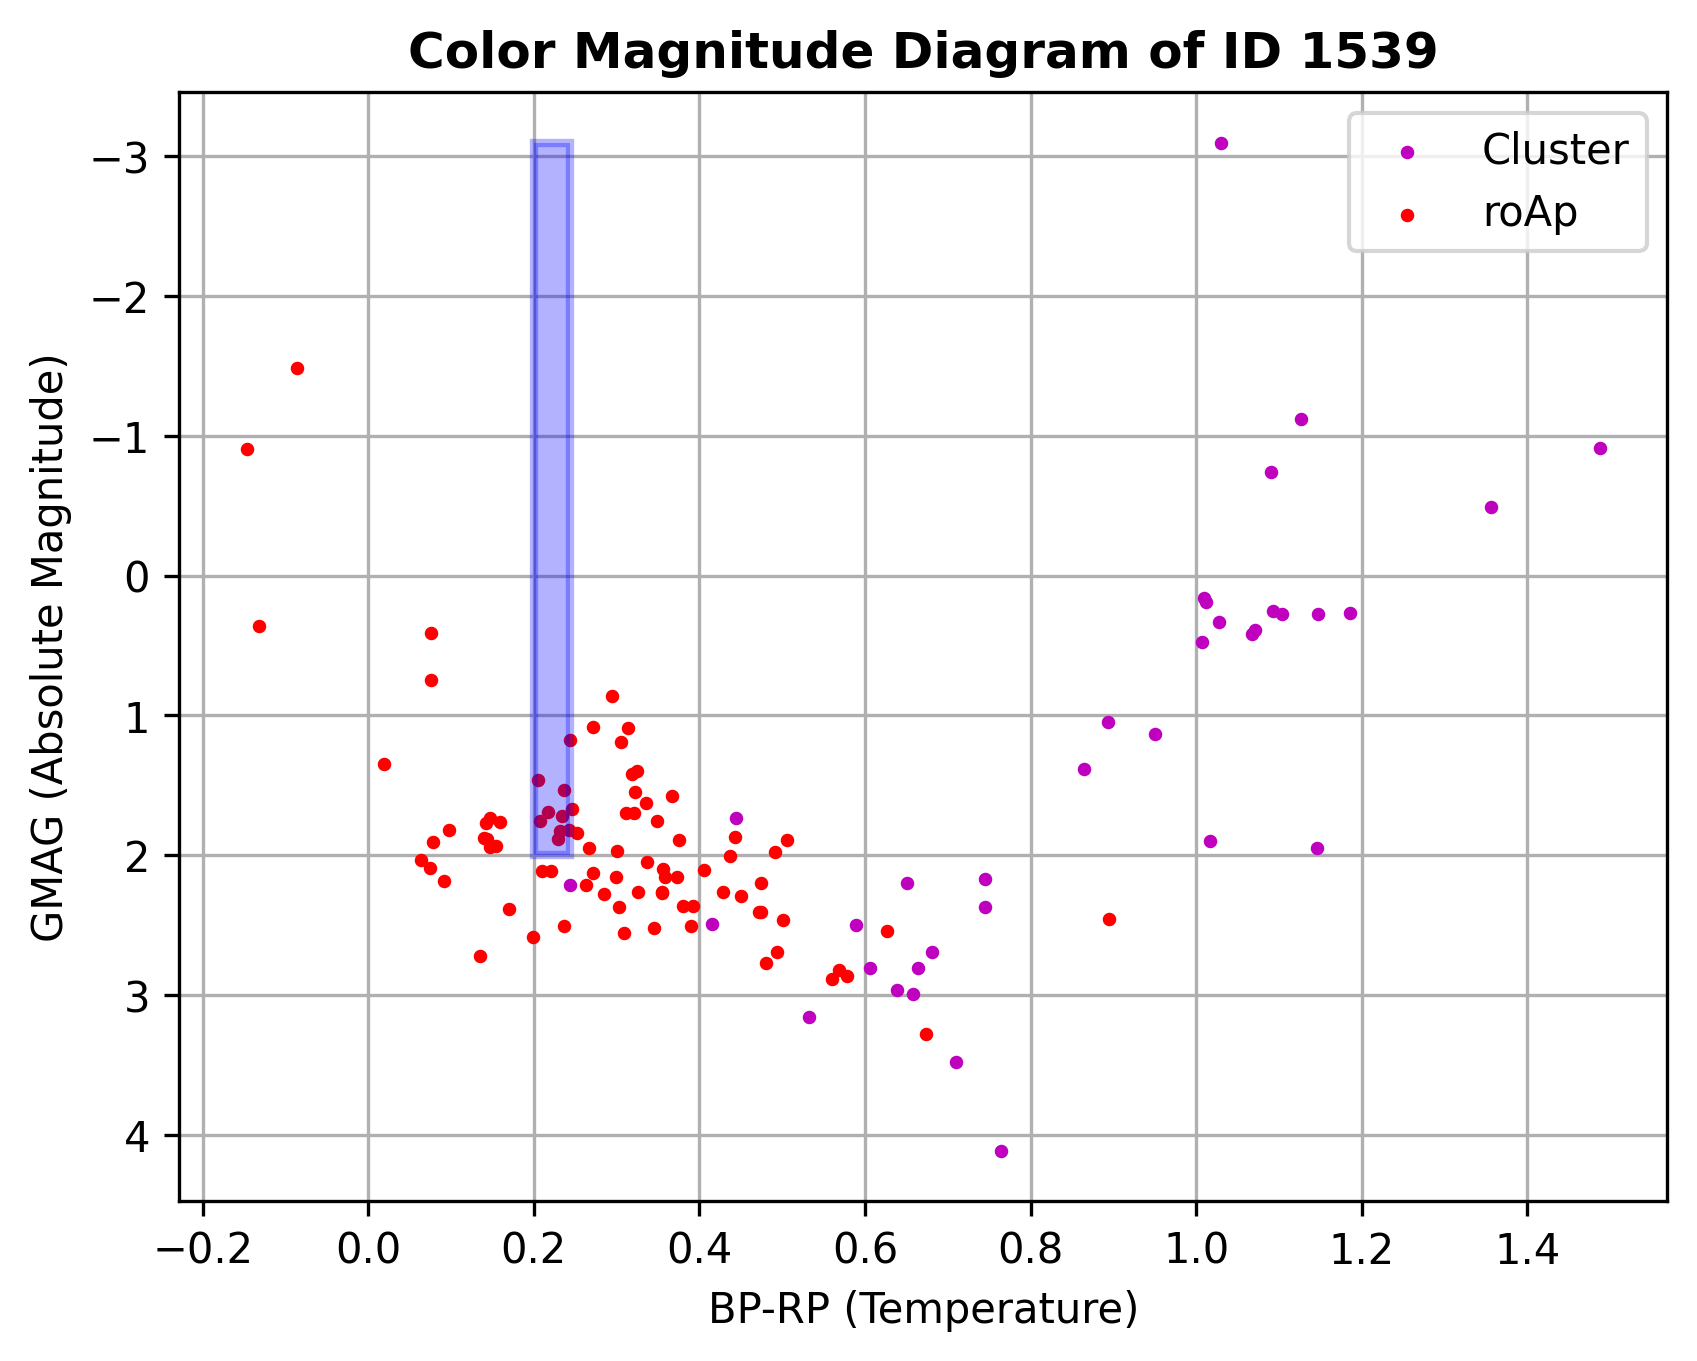 Color Magnitude Diagram of ID 1539
Cluster
roAp
−3
−2
−1
0
1
2
3
4
GMAG (Absolute Magnitude)
−0.2 0.0 0.2 0.4 0.6 0.8 1.0 1.2 1.4
BP-RP (Temperature)